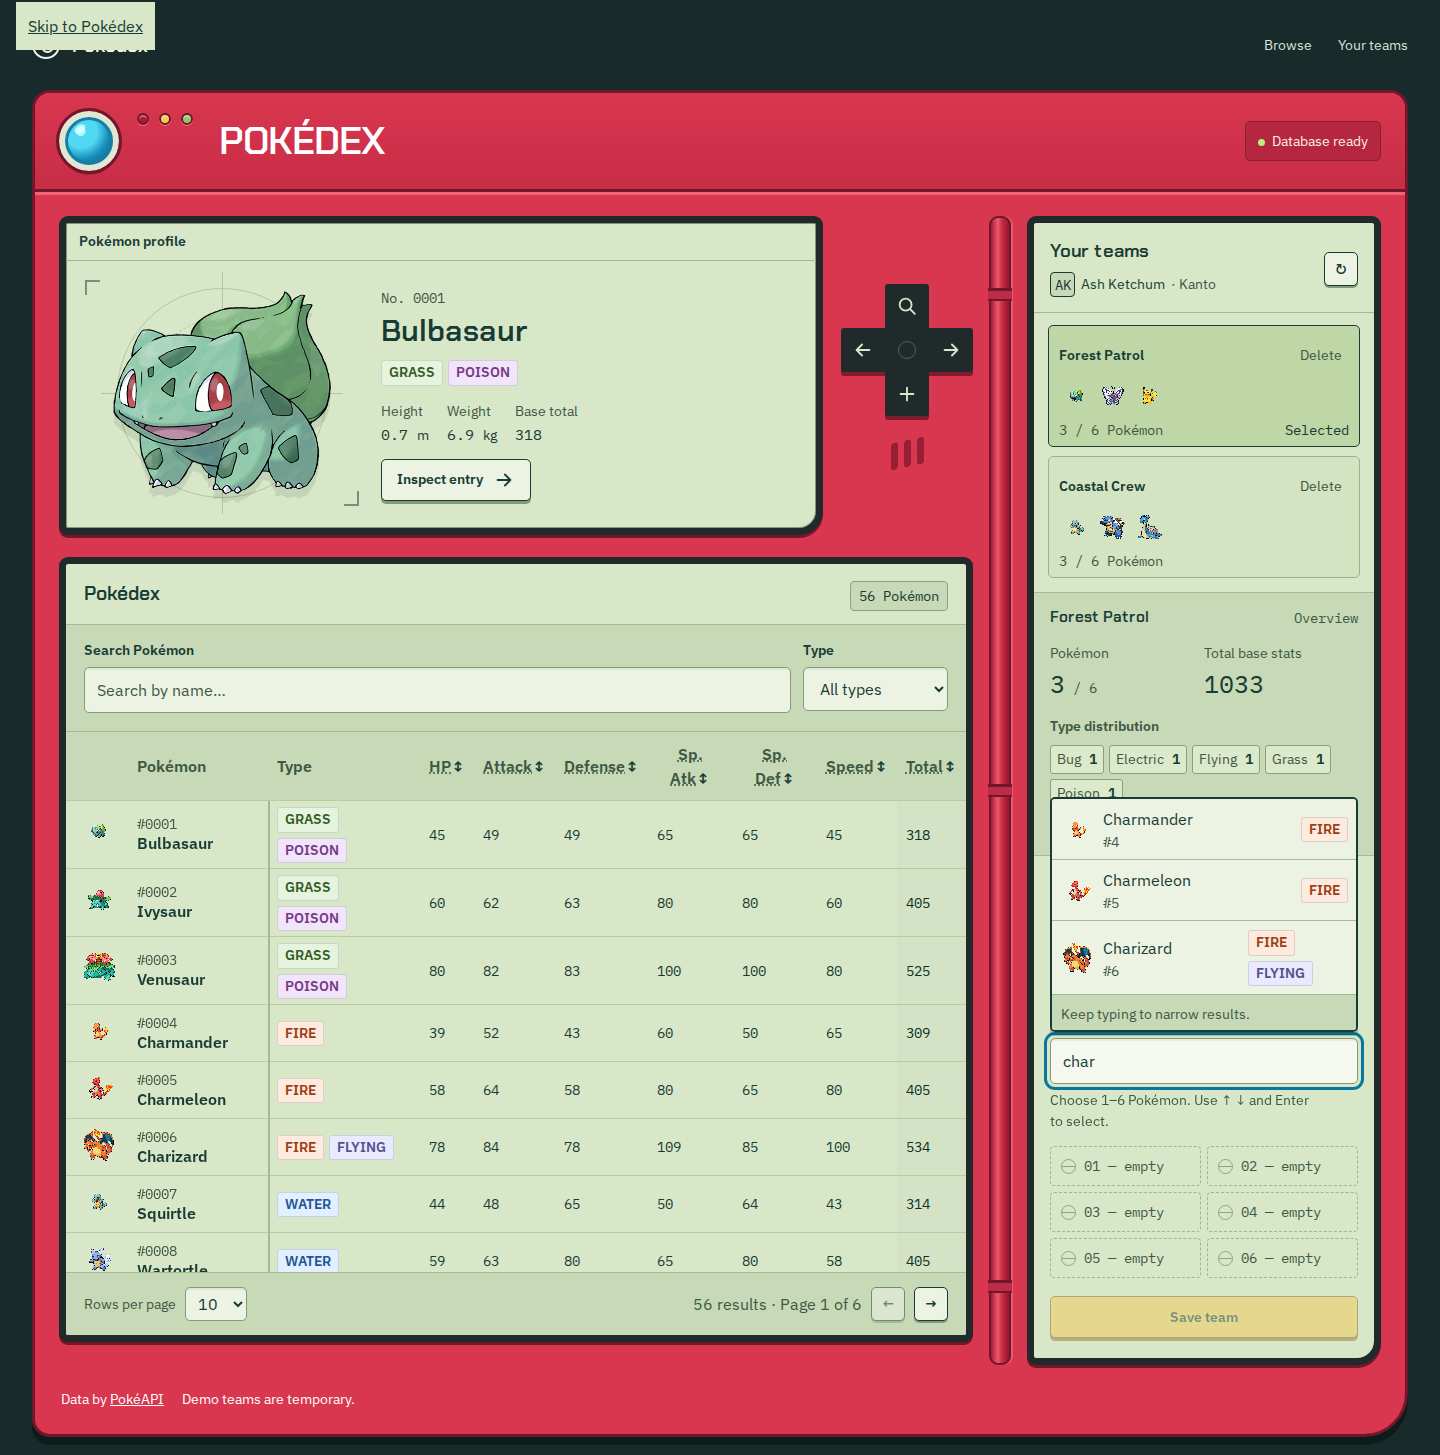 Skip to Pokédex
Browse
Your teams
POKÉDEX
Database ready
Pokémon profile
No. 0001
Bulbasaur
GRASS POISON
Height Weight Base total
0.7 m 6.9 kg 318
Inspect entry →
Your teams
AK Ash Ketchum · Kanto
Forest Patrol Delete
3 / 6 Pokémon Selected
Coastal Crew Delete
3 / 6 Pokémon
Forest Patrol Overview
Pokémon Total base stats
3 / 6 1033
Type distribution
Bug 1 Electric 1 Flying 1 Grass 1
Poison 1
Charmander FIRE
#4
Charmeleon FIRE
#5
Charizard FIRE
#6 FLYING
Keep typing to narrow results.
char
Choose 1–6 Pokémon. Use ↑ ↓ and Enter
to select.
01 — empty 02 — empty
03 — empty 04 — empty
05 — empty 06 — empty
Save team
Pokédex 56 Pokémon
Search Pokémon Type
Search by name... All types
Pokémon Type HP↕ Attack↕ Defense↕ Sp. Atk↕ Sp. Def↕ Speed↕ Total↕
#0001
Bulbasaur GRASS POISON 45 49 49 65 65 45 318
#0002
Ivysaur GRASS POISON 60 62 63 80 80 60 405
#0003
Venusaur GRASS POISON 80 82 83 100 100 80 525
#0004
Charmander FIRE 39 52 43 60 50 65 309
#0005
Charmeleon FIRE 58 64 58 80 65 80 405
#0006
Charizard FIRE FLYING 78 84 78 109 85 100 534
#0007
Squirtle WATER 44 48 65 50 64 43 314
#0008
Wartortle WATER 59 63 80 65 80 58 405
Rows per page 10 56 results · Page 1 of 6 ← →
Data by PokéAPI Demo teams are temporary.